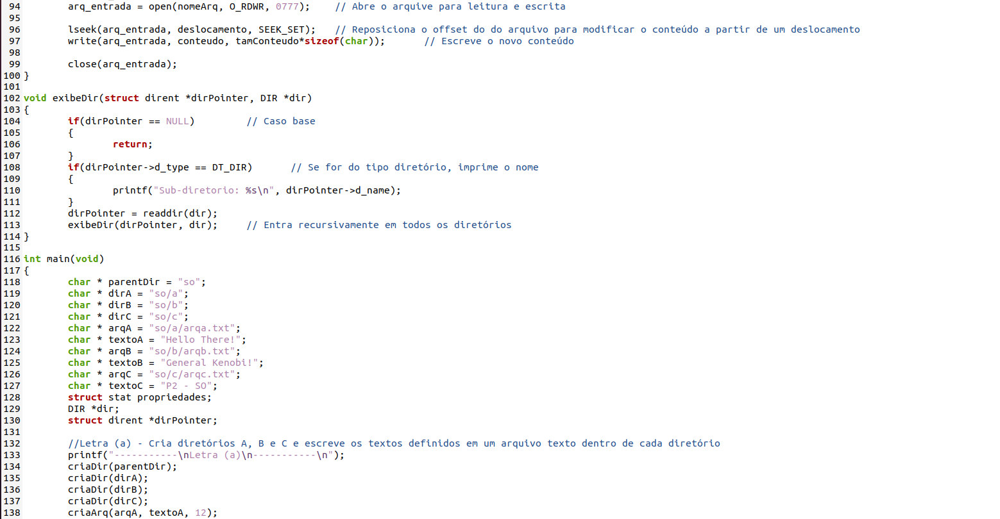 94 arq_entrada = open(nomeArq, O_RDWR, 0777); // Abre o arquive para leitura e escrita
95
96 lseek(arq_entrada, deslocamento, SEEK_SET); // Reposiciona o offset do do arquivo para modificar o conteúdo a partir de um deslocamento
97 write(arq_entrada, conteudo, tamConteudo*sizeof(char)); // Escreve o novo conteúdo
98
99 close(arq_entrada);
100 }
101
102 void exibeDir(struct dirent *dirPointer, DIR *dir)
103 {
104 if(dirPointer == NULL) // Caso base
105 {
106 return;
107 }
108 if(dirPointer->d_type == DT_DIR) // Se for do tipo diretório, imprime o nome
109 {
110 printf("Sub-diretorio: %s\n", dirPointer->d_name);
111 }
112 dirPointer = readdir(dir);
113 exibeDir(dirPointer, dir); // Entra recursivamente em todos os diretórios
114 }
115
116 int main(void)
117 {
118 char * parentDir = "so";
119 char * dirA = "so/a";
120 char * dirB = "so/b";
121 char * dirC = "so/c";
122 char * arqA = "so/a/arqa.txt";
123 char * textoA = "Hello There!";
124 char * arqB = "so/b/arqb.txt";
125 char * textoB = "General Kenobi!";
126 char * arqC = "so/c/arqc.txt";
127 char * textoC = "P2 - SO";
128 struct stat propriedades;
129 DIR *dir;
130 struct dirent *dirPointer;
131
132 //Letra (a) - Cria diretórios A, B e C e escreve os textos definidos em um arquivo texto dentro de cada diretório
133 printf("-----------\nLetra (a)\n-----------\n");
134 criaDir(parentDir);
135 criaDir(dirA);
136 criaDir(dirB);
137 criaDir(dirC);
138 criaArq(arqA, textoA, 12);